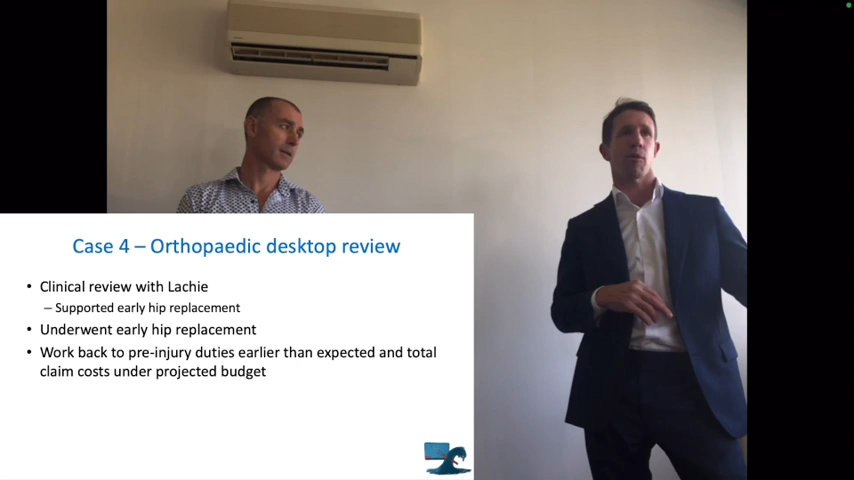 Case 4 – Orthopaedic desktop review
• Clinical review with Lachie
– Supported early hip replacement
• Underwent early hip replacement
• Work back to pre-injury duties earlier than expected and total
claim costs under projected budget